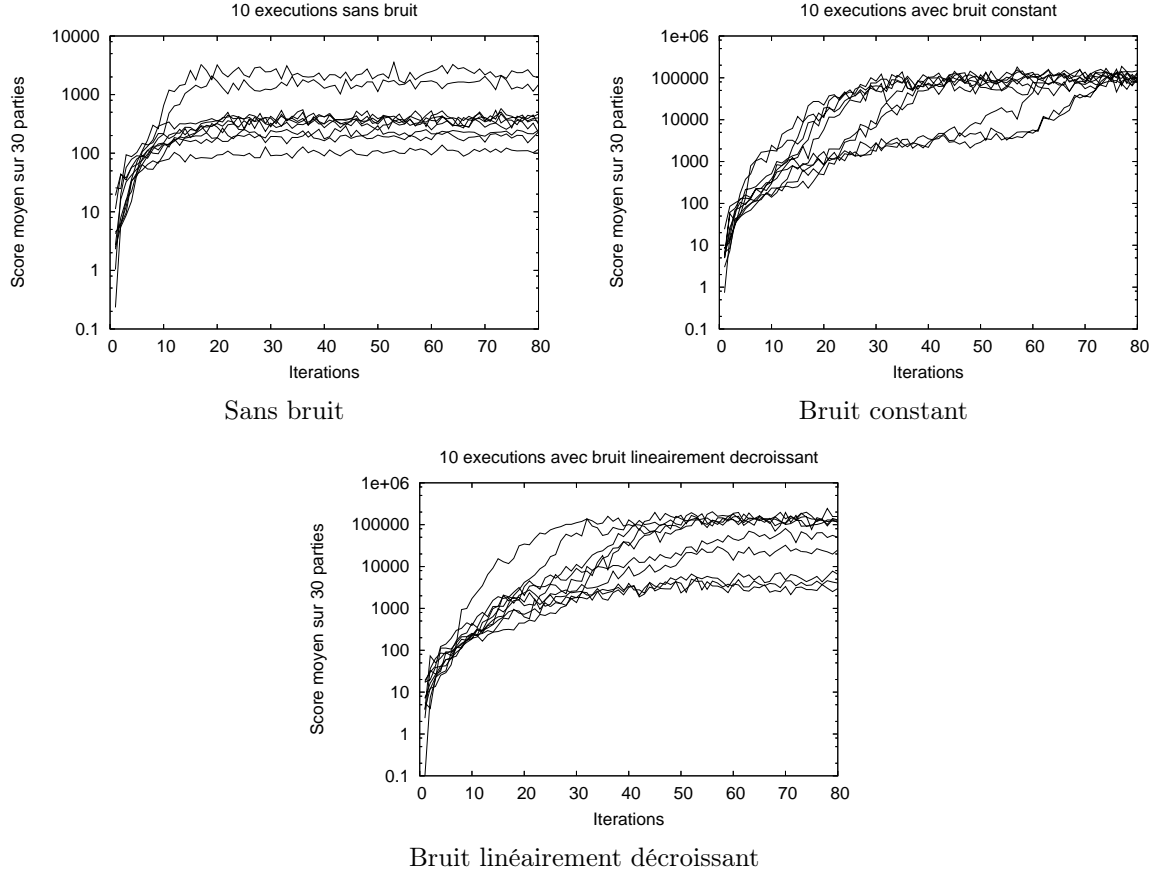 10 executions sans bruit
10000
1000
100
10
1
0.1
Score moyen sur 30 parties
0 10 20 30 40 50 60 70 80
Iterations
Sans bruit
10 executions avec bruit constant
1e+06
100000
10000
1000
100
10
1
0.1
Score moyen sur 30 parties
0 10 20 30 40 50 60 70 80
Iterations
Bruit constant
10 executions avec bruit lineairement decroissant
1e+06
100000
10000
1000
100
10
1
0.1
Score moyen sur 30 parties
0 10 20 30 40 50 60 70 80
Iterations
Bruit linéairement décroissant